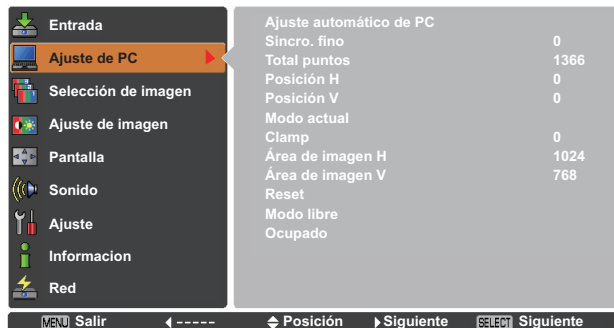 Entrada
Ajuste de PC
Selección de imagen
Ajuste de imagen
Pantalla
Sonido
Ajuste
Informacion
Red
Ajuste automático de PC
Sincro. fino 0
Total puntos 1366
Posición H 0
Posición V 0
Modo actual
Clamp 0
Área de imagen H 1024
Área de imagen V 768
Reset
Modo libre
Ocupado
MENU Salir ----- Posición Siguiente SELECT Siguiente